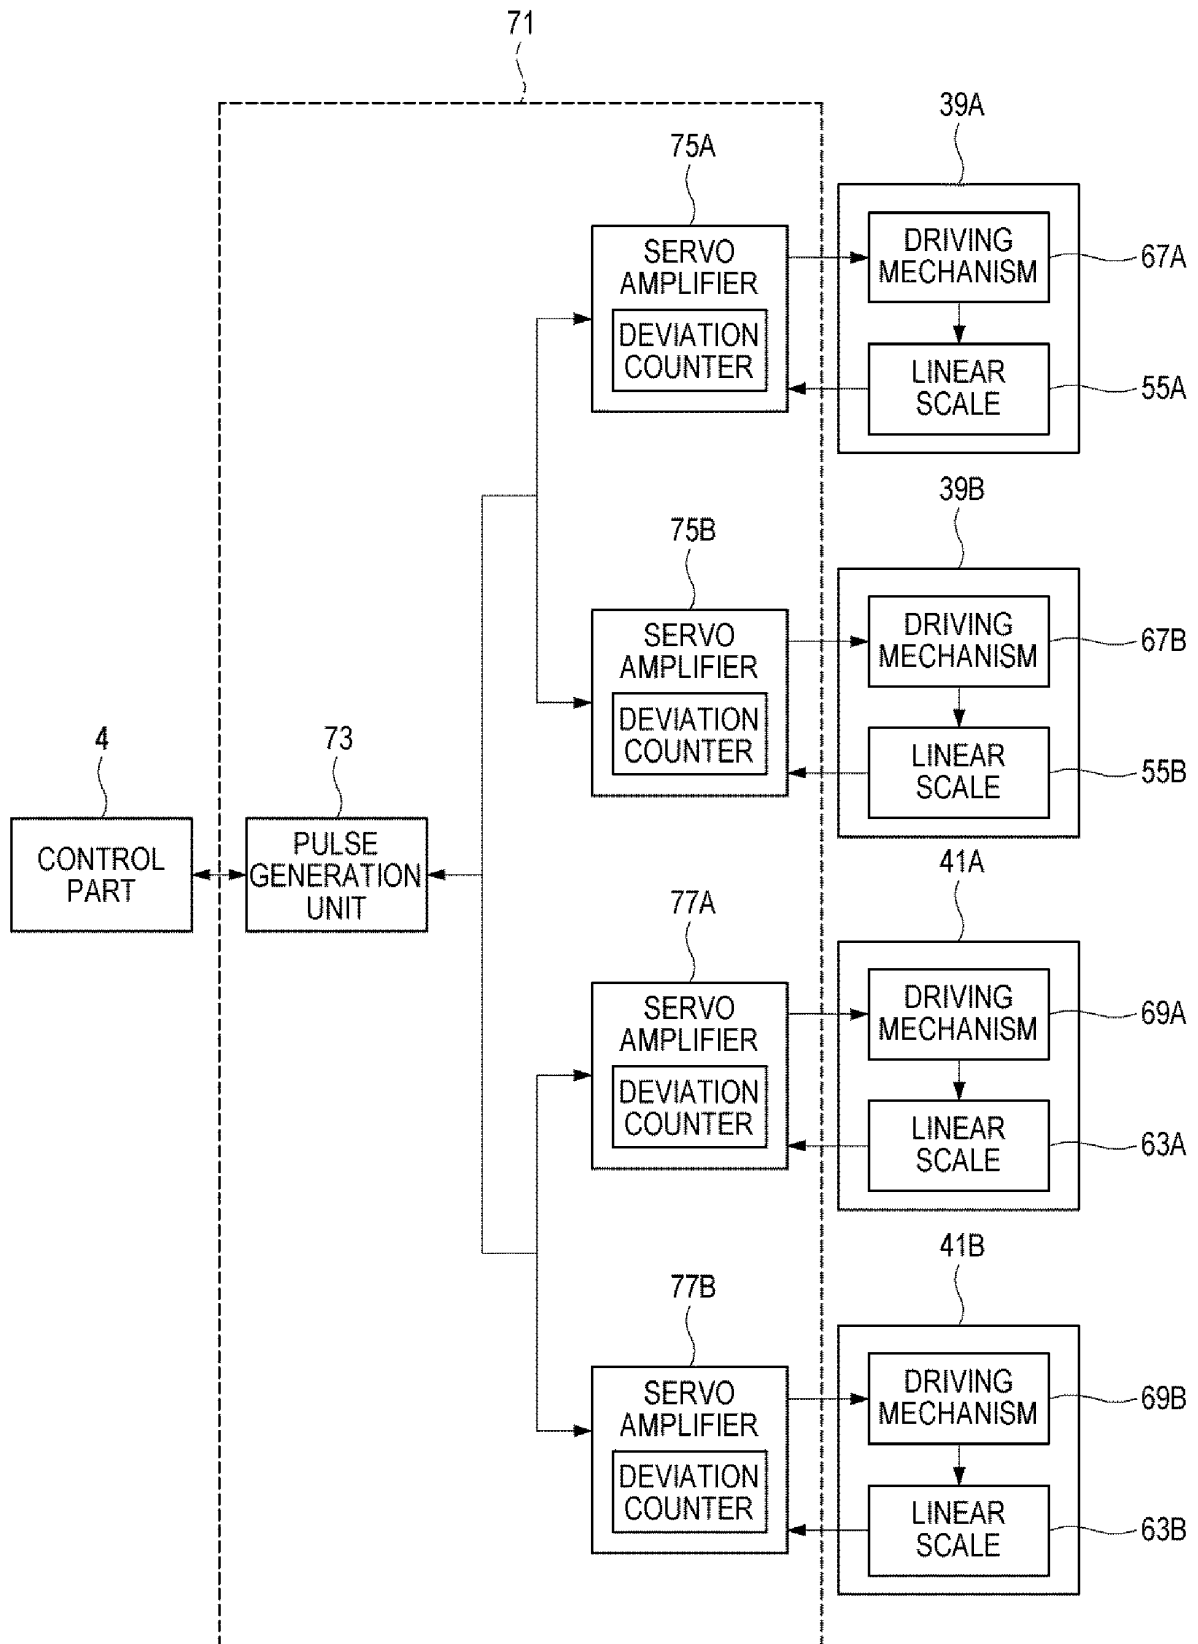 71
39A
75A
SERVO
AMPLIFIER
DEVIATION
COUNTER
DRIVING
MECHANISM
67A
LINEAR
SCALE
55A
39B
75B
SERVO
AMPLIFIER
DEVIATION
COUNTER
DRIVING
MECHANISM
67B
LINEAR
SCALE
55B
4
CONTROL
PART
73
PULSE
GENERATION
UNIT
41A
77A
SERVO
AMPLIFIER
DEVIATION
COUNTER
DRIVING
MECHANISM
69A
LINEAR
SCALE
63A
41B
77B
SERVO
AMPLIFIER
DEVIATION
COUNTER
DRIVING
MECHANISM
69B
LINEAR
SCALE
63B